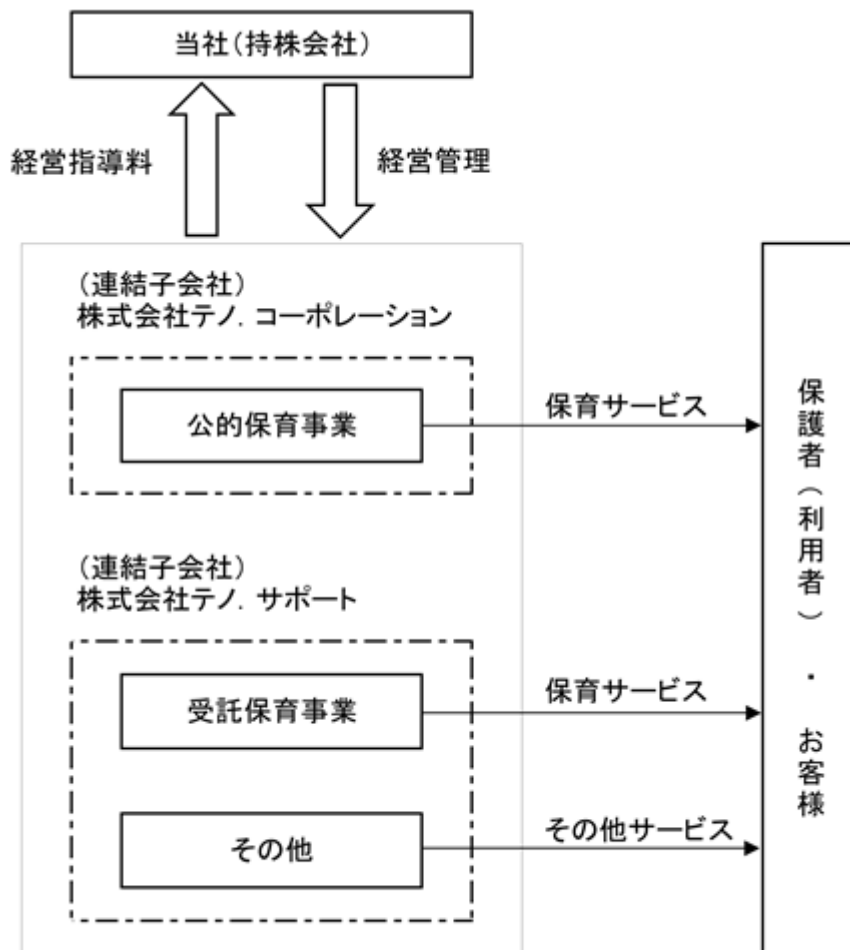 当社(持株会社)
経営指導料
経営管理
(連結子会社)
株式会社テノ. コーポレーション
公的保育事業
保育サービス
(連結子会社)
株式会社テノ. サポート
受託保育事業
保育サービス
その他
その他サービス
保護者(利用者) ・ お客様